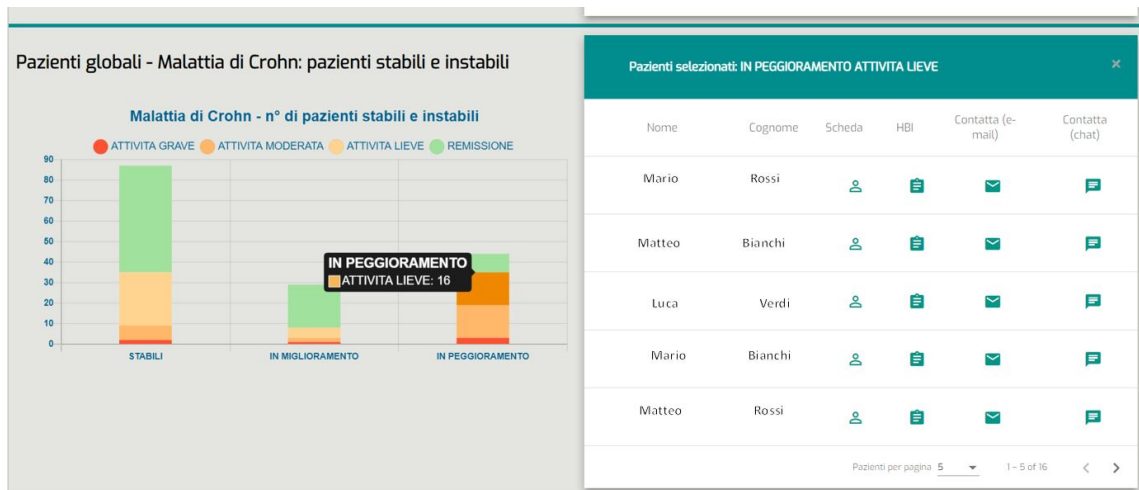 Pazienti globali - Malattia di Crohn: pazienti stabili e instabili
Malattia di Crohn - n° di pazienti stabili e instabili
ATTIVITA GRAVE ATTIVITA MODERATA ATTIVITA LIEVE REMISSIONE
90
80
70
60
50
40
30
20
10
0
IN PEGGIORAMENTO
ATTIVITA LIEVE: 16
STABILI IN MIGLIORAMENTO IN PEGGIORAMENTO
Pazienti selezionati: IN PEGGIORAMENTO ATTIVITA LIEVE ×
Nome Cognome Scheda HBI Contatta (e-mail) Contatta (chat)
Mario Rossi
Matteo Bianchi
Luca Verdi
Mario Bianchi
Matteo Rossi
Pazienti per pagina 5 1 – 5 of 16